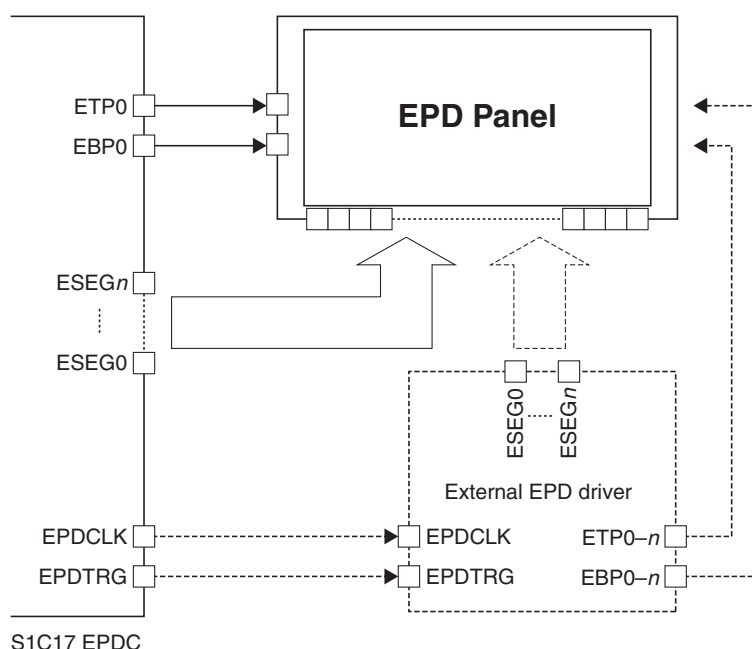 ETP0
EBP0
EPD Panel
ESEGn
ESEG0
ESEG0
ESEGn
External EPD driver
EPDCLK
EPDCLK
ETP0–n
EPDTRG
EPDTRG
EBP0–n
S1C17 EPDC